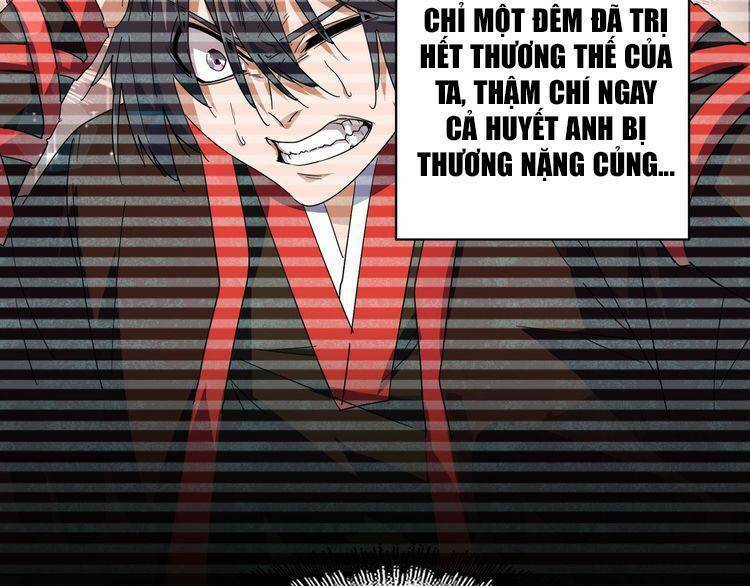 CHỈ MỘT ĐÊM ĐÃ TRỊ
HẾT THƯƠNG THẾ CỦA
TA, THẬM CHÍ NGAY
CẢ HUYẾT ANH BỊ
THƯƠNG NẶNG CỦNG...